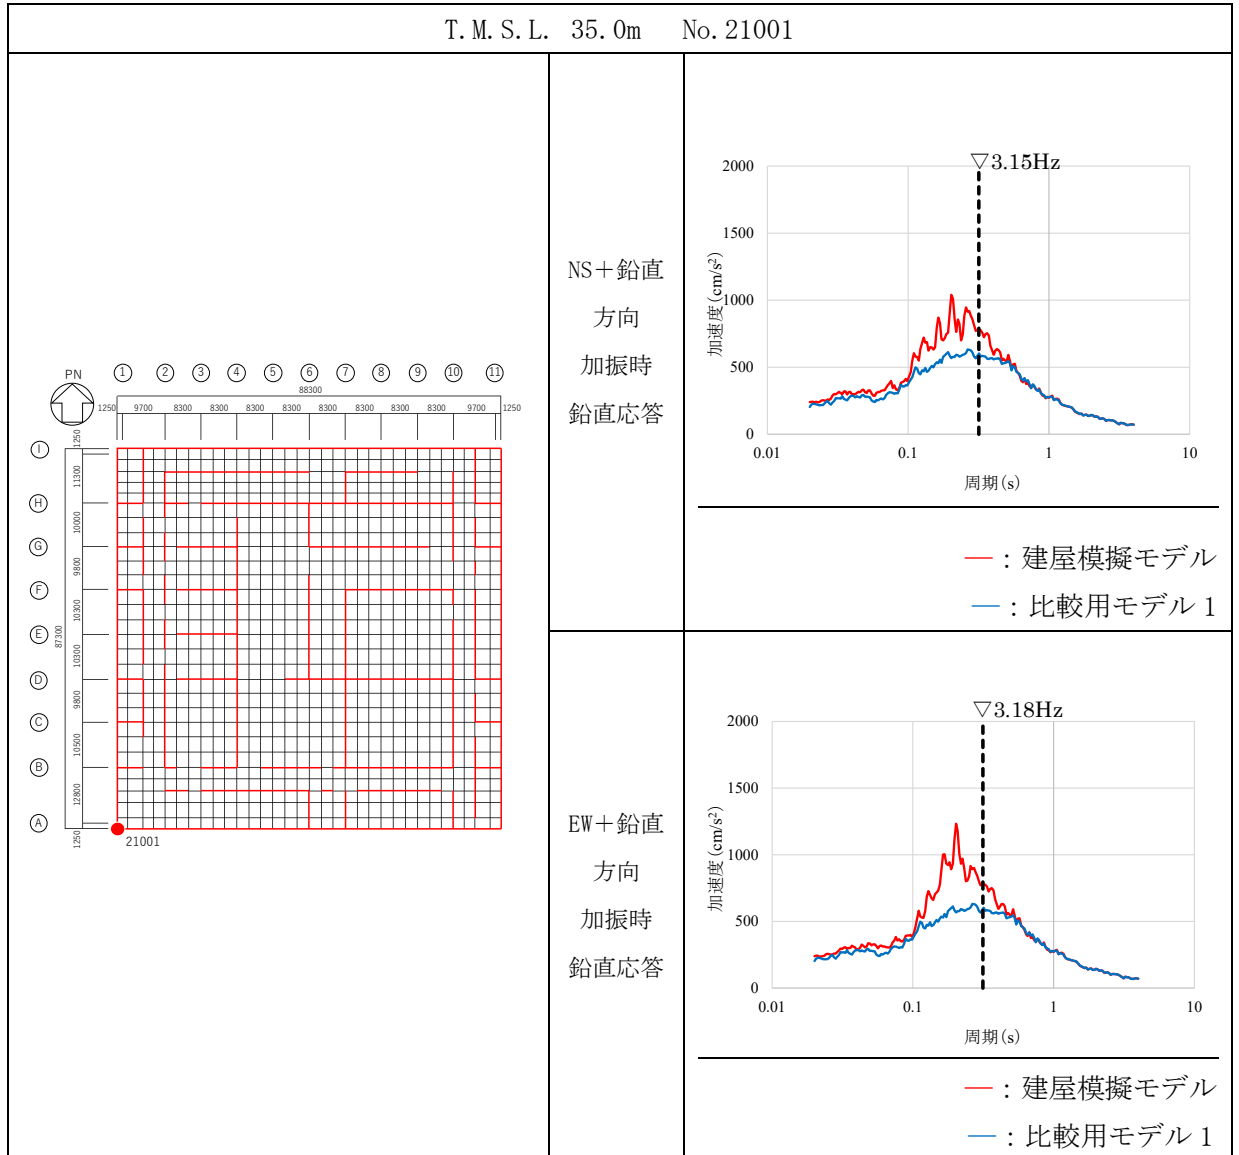 T.M.S.L. 35.0m No.21001
PN
① ② ③ ④ ⑤ ⑥ ⑦ ⑧ ⑨ ⑩ ⑪
88300
1250 9700 8300 8300 8300 8300 8300 8300 8300 8300 9700 1250
Ⓘ
Ⓗ
Ⓖ
Ⓕ
Ⓔ
Ⓓ
Ⓒ
Ⓑ
Ⓐ
87300
1250
11300
10000
9800
10300
10300
9800
10500
12800
1250
21001
NS+鉛直
方向
加振時
鉛直応答
▽3.15Hz
2000
1500
1000
500
0
加速度(cm/s²)
0.01 0.1 1 10
周期(s)
―:建屋模擬モデル
―:比較用モデル1
EW+鉛直
方向
加振時
鉛直応答
▽3.18Hz
2000
1500
1000
500
0
加速度(cm/s²)
0.01 0.1 1 10
周期(s)
―:建屋模擬モデル
―:比較用モデル1